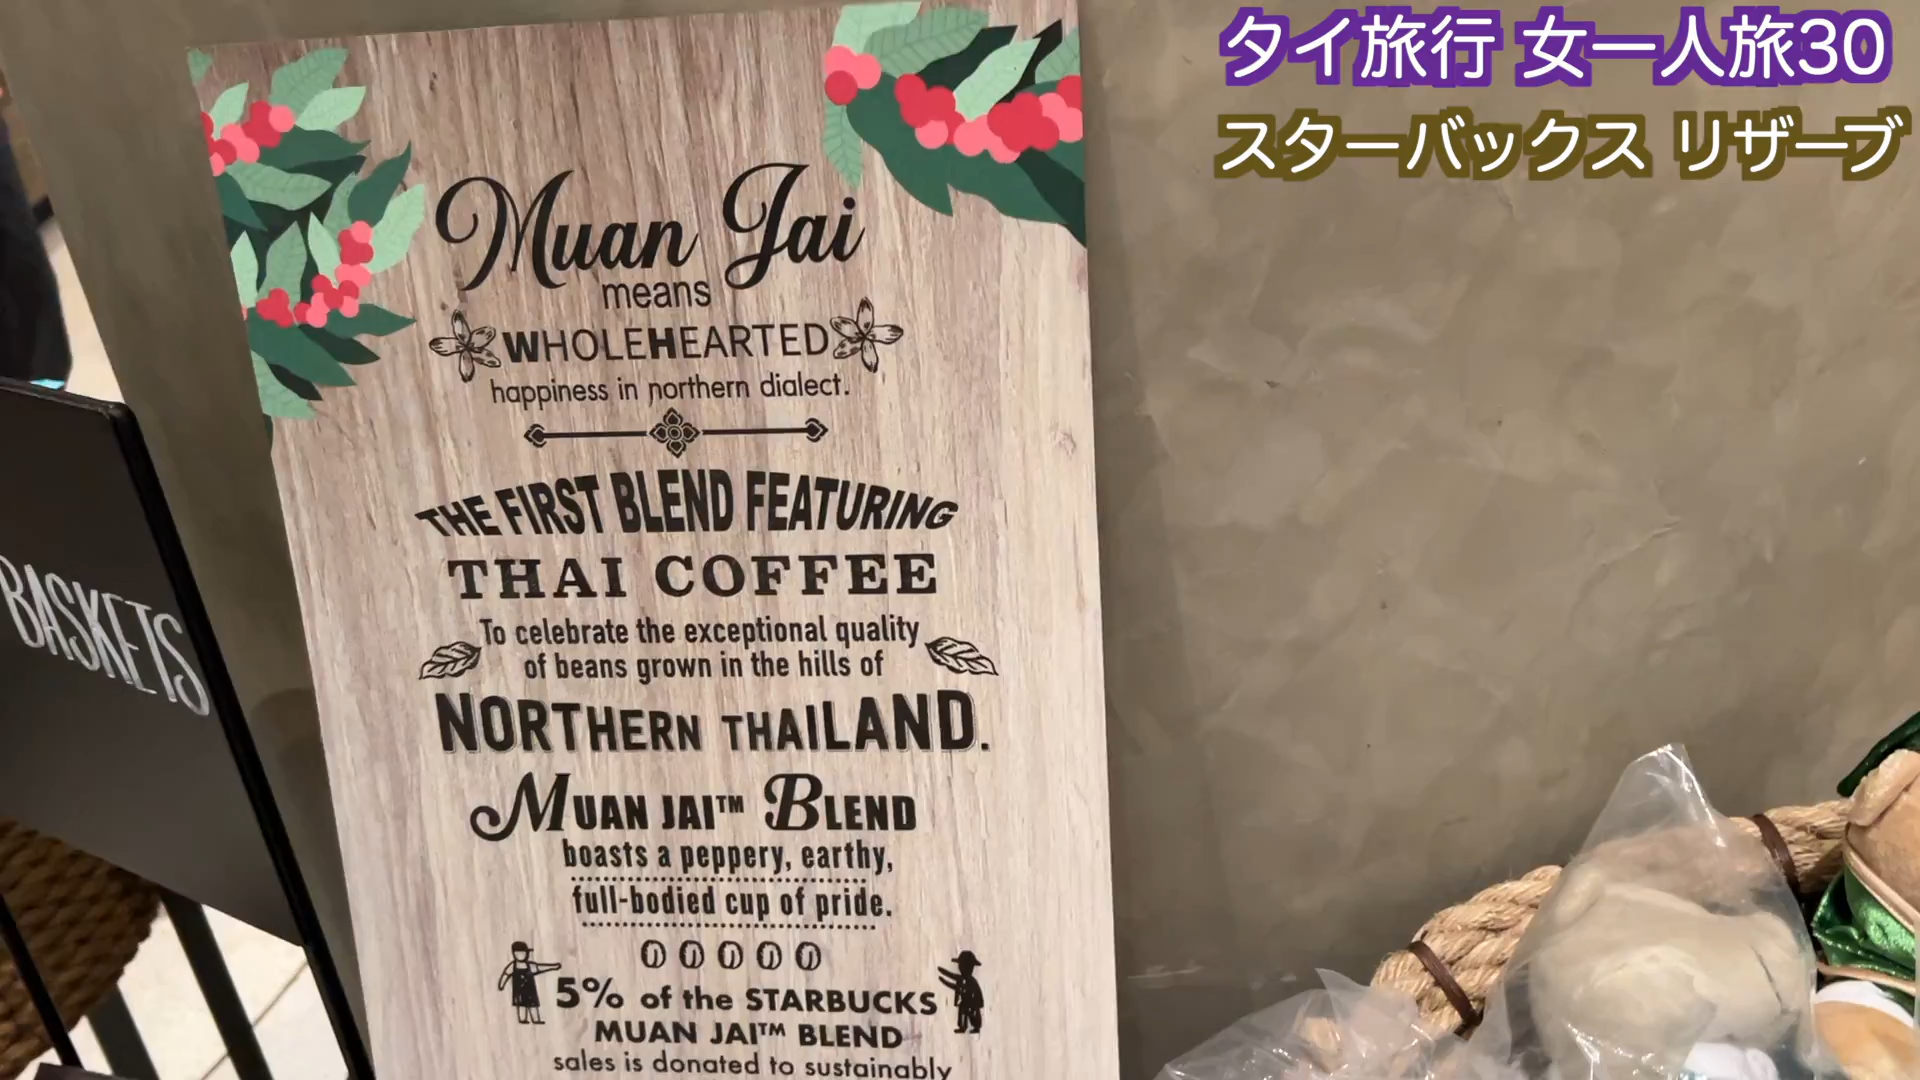 タイ旅行 女一人旅30
スターバックス リザーブ
Muan Jai
means
WHOLEHEARTED
happiness in northern dialect.
THE FIRST BLEND FEATURING
THAI COFFEE
To celebrate the exceptional quality
of beans grown in the hills of
NORTHERN THAILAND.
MUAN JAI™ BLEND
boasts a peppery, earthy,
full-bodied cup of pride.
5% of the STARBUCKS
MUAN JAI™ BLEND
sales is donated to sustainably
BASKETS